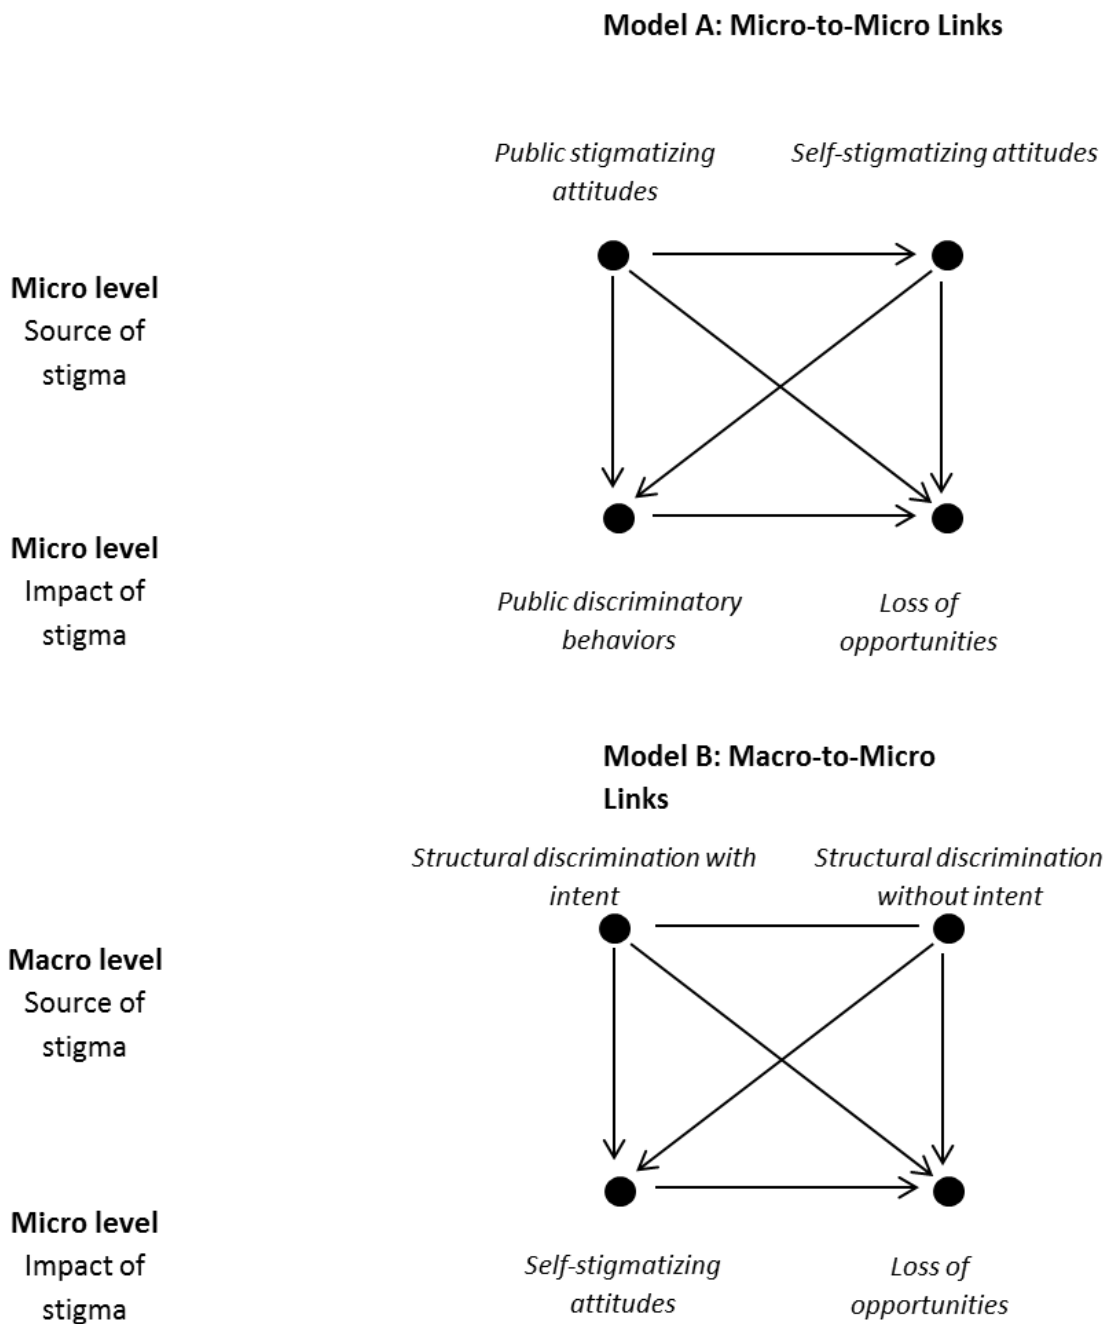 Model A: Micro-to-Micro Links
Public stigmatizing
attitudes
Self-stigmatizing attitudes
Micro level
Source of
stigma
Micro level
Impact of
stigma
Public discriminatory
behaviors
Loss of
opportunities
Model B: Macro-to-Micro
Links
Structural discrimination with
intent
Structural discrimination
without intent
Macro level
Source of
stigma
Micro level
Impact of
stigma
Self-stigmatizing
attitudes
Loss of
opportunities